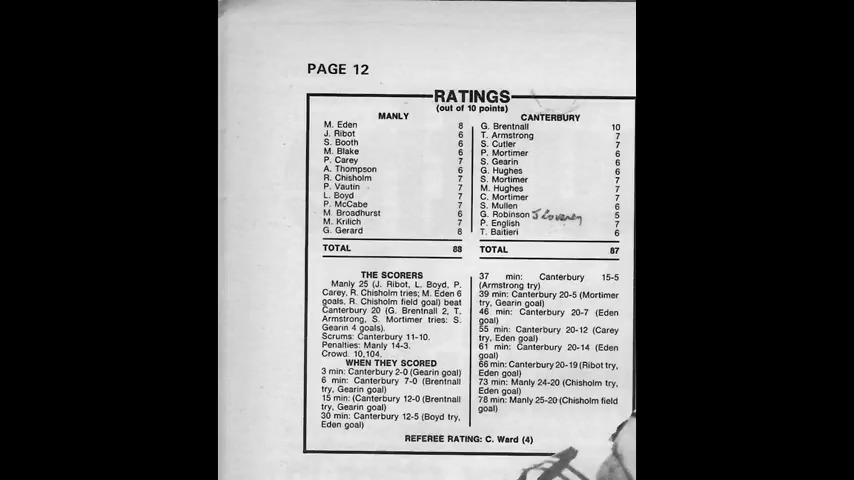 PAGE 12
RATINGS
(out of 10 points)
MANLY
M. Eden 8
J. Ribot 6
S. Booth 6
M. Blake 6
P. Carey 7
A. Thompson 6
R. Chisholm 7
P. Vautin 7
L. Boyd 7
P. McCabe 7
M. Broadhurst 6
M. Krilich 7
G. Gerard 8
TOTAL 88
CANTERBURY
G. Brentnall 10
T. Armstrong 7
S. Cutler 7
P. Mortimer 6
S. Gearin 6
G. Hughes 6
S. Mortimer 7
M. Hughes 7
C. Mortimer 7
S. Mullen 6
G. Robinson 5
P. English 7
T. Baitieri 6
TOTAL 87
THE SCORERS
Manly 25 (J. Ribot, L. Boyd, P.
Carey, R. Chisholm tries; M. Eden 6
goals, R. Chisholm field goal) beat
Canterbury 20 (G. Brentnall 2, T.
Armstrong, S. Mortimer tries: S.
Gearin 4 goals).
Scrums: Canterbury 11-10.
Penalties: Manly 14-3.
Crowd. 10,104.
WHEN THEY SCORED
3 min: Canterbury 2-0 (Gearin goal)
6 min: Canterbury 7-0 (Brentnall
try, Gearin goal)
15 min: (Canterbury 12-0 (Brentnall
try, Gearin goal)
30 min: Canterbury 12-5 (Boyd try,
Eden goal)
37 min: Canterbury 15-5
(Armstrong try)
39 min: Canterbury 20-5 (Mortimer
try, Gearin goal)
46 min: Canterbury 20-7 (Eden
goal)
55 min: Canterbury 20-12 (Carey
try, Eden goal)
61 min: Canterbury 20-14 (Eden
goal)
66 min: Canterbury 20-19 (Ribot try,
Eden goal)
73 min: Manly 24-20 (Chisholm try,
Eden goal)
78 min: Manly 25-20 (Chisholm field
goal)
REFEREE RATING: C. Ward (4)